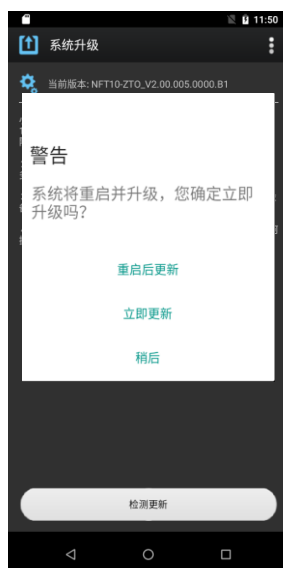 11:50
系统升级
当前版本: NFT10-ZTO_V2.00.005.0000.B1
警告
系统将重启并升级，您确定立即
升级吗？
重启后更新
立即更新
稍后
检测更新